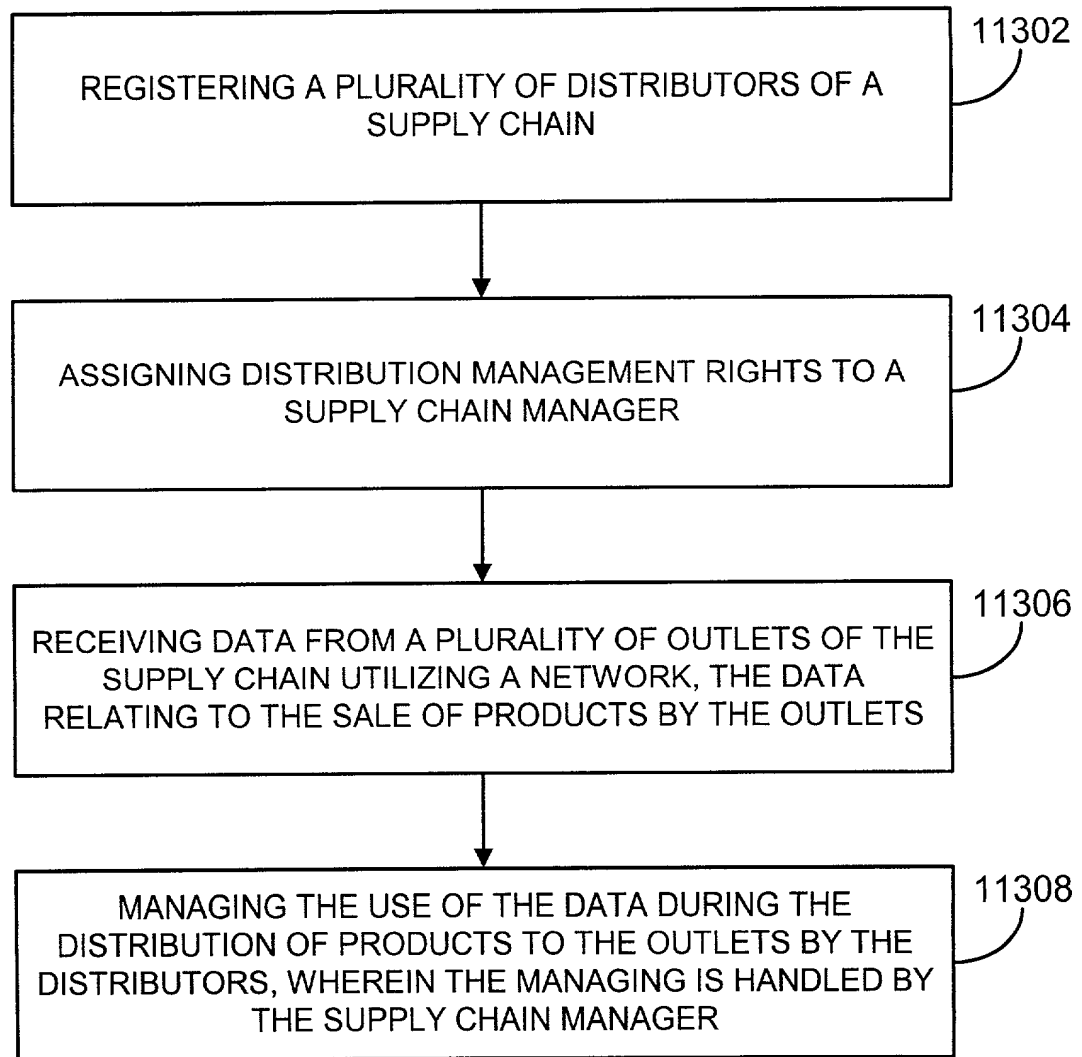 11302
REGISTERING A PLURALITY OF DISTRIBUTORS OF A
SUPPLY CHAIN
11304
ASSIGNING DISTRIBUTION MANAGEMENT RIGHTS TO A
SUPPLY CHAIN MANAGER
11306
RECEIVING DATA FROM A PLURALITY OF OUTLETS OF THE
SUPPLY CHAIN UTILIZING A NETWORK, THE DATA
RELATING TO THE SALE OF PRODUCTS BY THE OUTLETS
11308
MANAGING THE USE OF THE DATA DURING THE
DISTRIBUTION OF PRODUCTS TO THE OUTLETS BY THE
DISTRIBUTORS, WHEREIN THE MANAGING IS HANDLED BY
THE SUPPLY CHAIN MANAGER